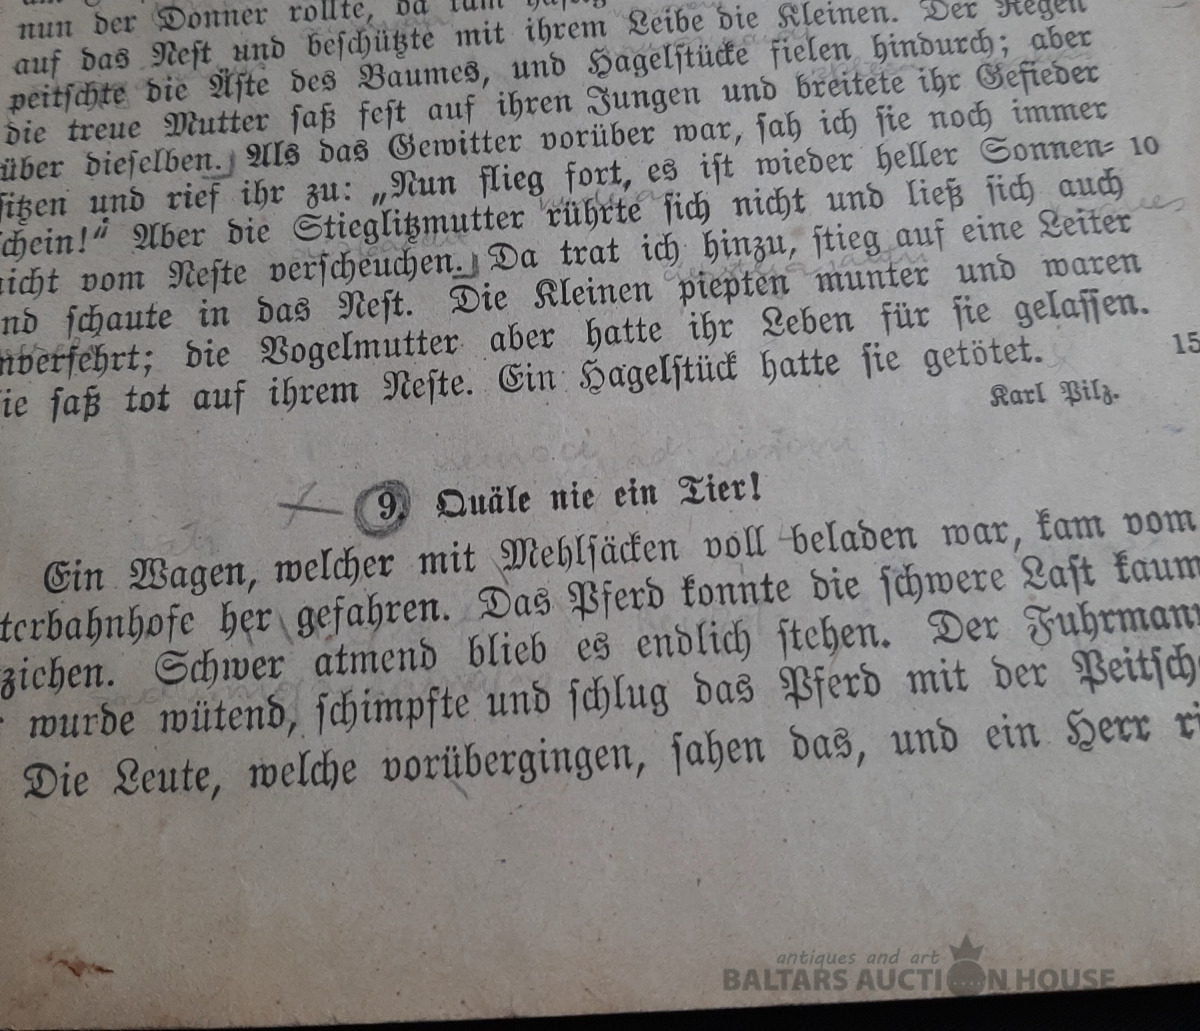 nun der Donner rollte, da kam
auf das Nest und beschützte mit ihrem Leibe die Kleinen. Der Regen
peitschte die Äste des Baumes, und Hagelstücke fielen hindurch; aber
die treue Mutter saß fest auf ihren Jungen und breitete ihr Gefieder
über dieselben. Als das Gewitter vorüber war, sah ich sie noch immer
sitzen und rief ihr zu: „Nun flieg fort, es ist wieder heller Sonnen- 10
schein!“ Aber die Stieglitzmutter rührte sich nicht und ließ sich auch
nicht vom Neste verscheuchen. Da trat ich hinzu, stieg auf eine Leiter
nd schaute in das Nest. Die Kleinen piepten munter und waren
nversehrt; die Vogelmutter aber hatte ihr Leben für sie gelassen.
ie saß tot auf ihrem Neste. Ein Hagelstück hatte sie getötet. 15
Karl Pilz.
9. Quäle nie ein Tier!
Ein Wagen, welcher mit Mehlsäcken voll beladen war, kam vom
terbahnhofe her gefahren. Das Pferd konnte die schwere Last kaum
ziehen. Schwer atmend blieb es endlich stehen. Der Fuhrmann
r wurde wütend, schimpfte und schlug das Pferd mit der Peitsche
Die Leute, welche vorübergingen, sahen das, und ein Herr ri
antiques and art
BALTARS AUCTION HOUSE